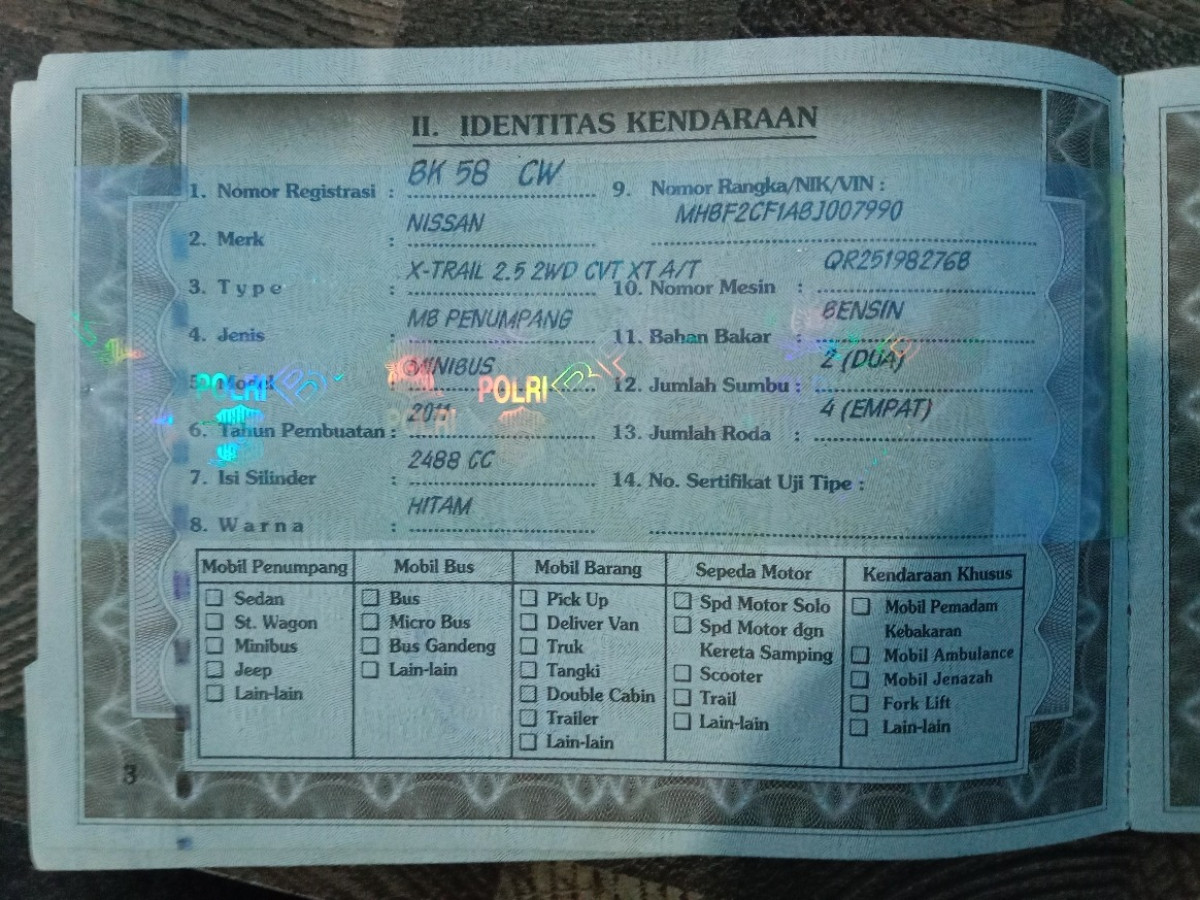 II. IDENTITAS KENDARAAN
1. Nomor Registrasi : BK 58 CW
2. Merk : NISSAN
3. Type : X-TRAIL 2.5 2WD CVT XT A/T
4. Jenis : MB PENUMPANG
5. Model : MINIBUS
6. Tahun Pembuatan : 2011
7. Isi Silinder : 2488 CC
8. Warna : HITAM
9. Nomor Rangka/NIK/VIN :
MHBF2CF1ABJ007990
10. Nomor Mesin : QR25198276B
11. Bahan Bakar : BENSIN
12. Jumlah Sumbu : 2 (DUA)
13. Jumlah Roda : 4 (EMPAT)
14. No. Sertifikat Uji Tipe :
POLRI
POLRI
POLRI
Mobil Penumpang
Sedan
St. Wagon
Minibus
Jeep
Lain-lain
Mobil Bus
Bus
Micro Bus
Bus Gandeng
Lain-lain
Mobil Barang
Pick Up
Deliver Van
Truk
Tangki
Double Cabin
Trailer
Lain-lain
Sepeda Motor
Spd Motor Solo
Spd Motor dgn
Kereta Samping
Scooter
Trail
Lain-lain
Kendaraan Khusus
Mobil Pemadam
Kebakaran
Mobil Ambulance
Mobil Jenazah
Fork Lift
Lain-lain
3